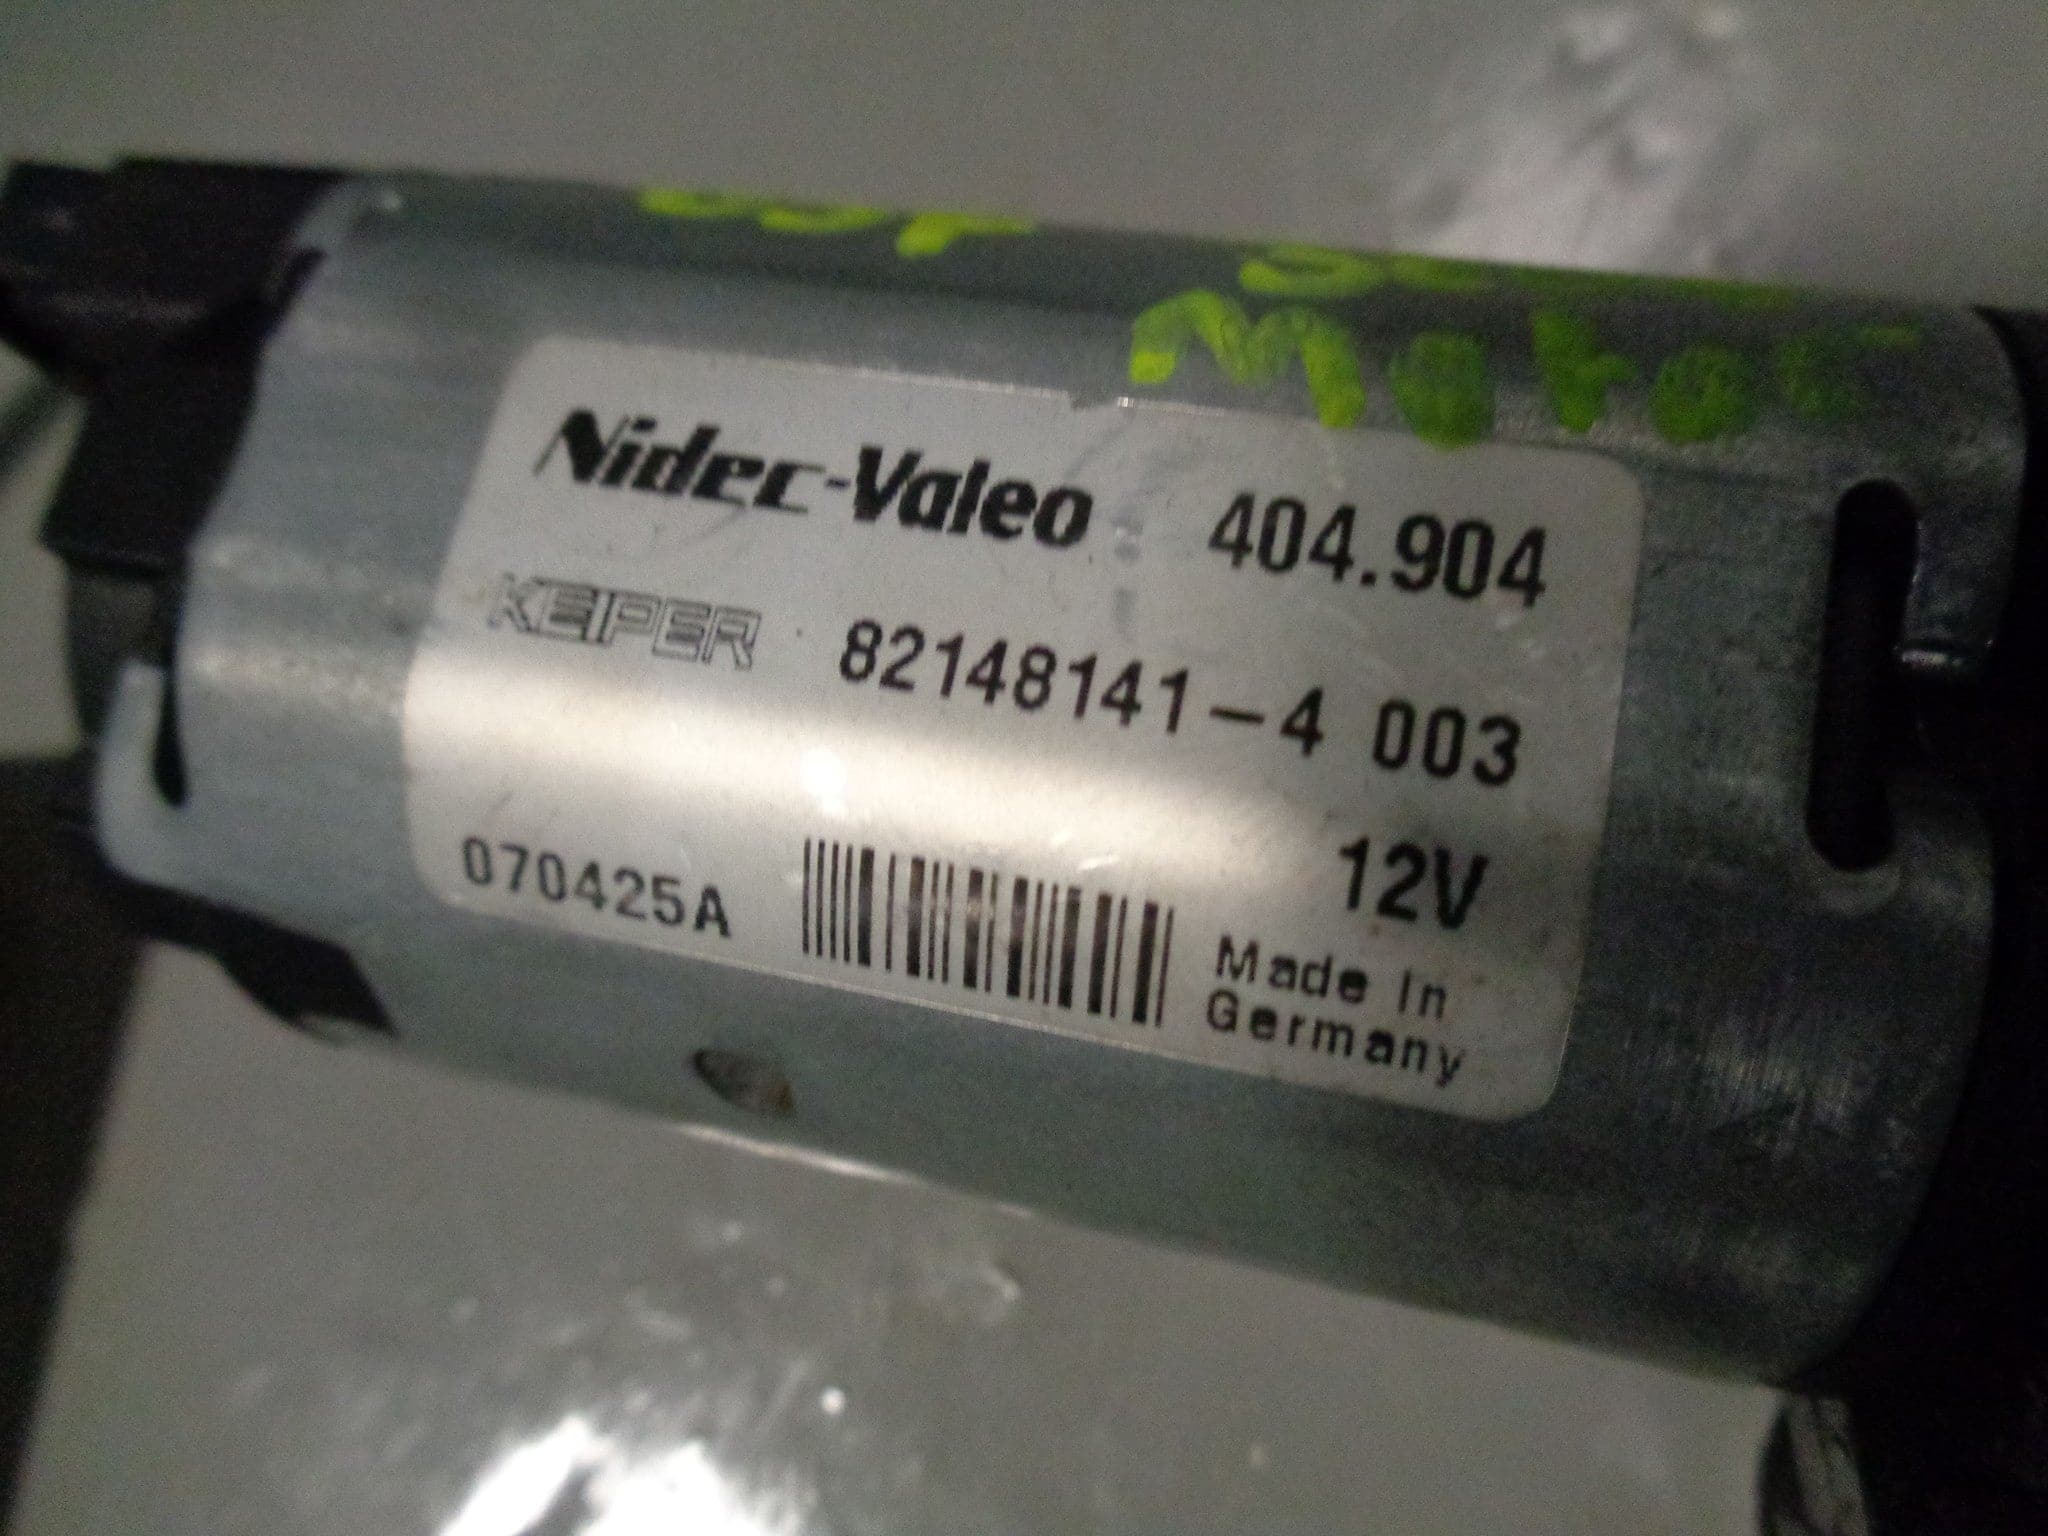 Motor
Nidec-Valeo 404.904
KEIPER 82148141-4 003
12V
070425A
Made In
Germany